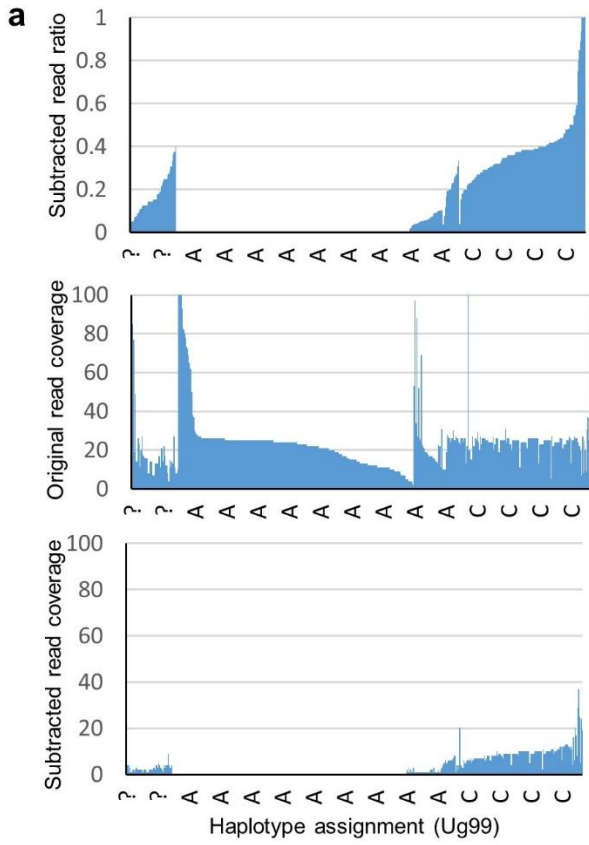 a
Subtracted read ratio
1
0.8
0.6
0.4
0.2
0
? ? A A A A A A A A A C C C C
Original read coverage
100
80
60
40
20
0
? ? A A A A A A A A A C C C C
Subtracted read coverage
100
80
60
40
20
0
? ? A A A A A A A A A C C C C
Haplotype assignment (Ug99)